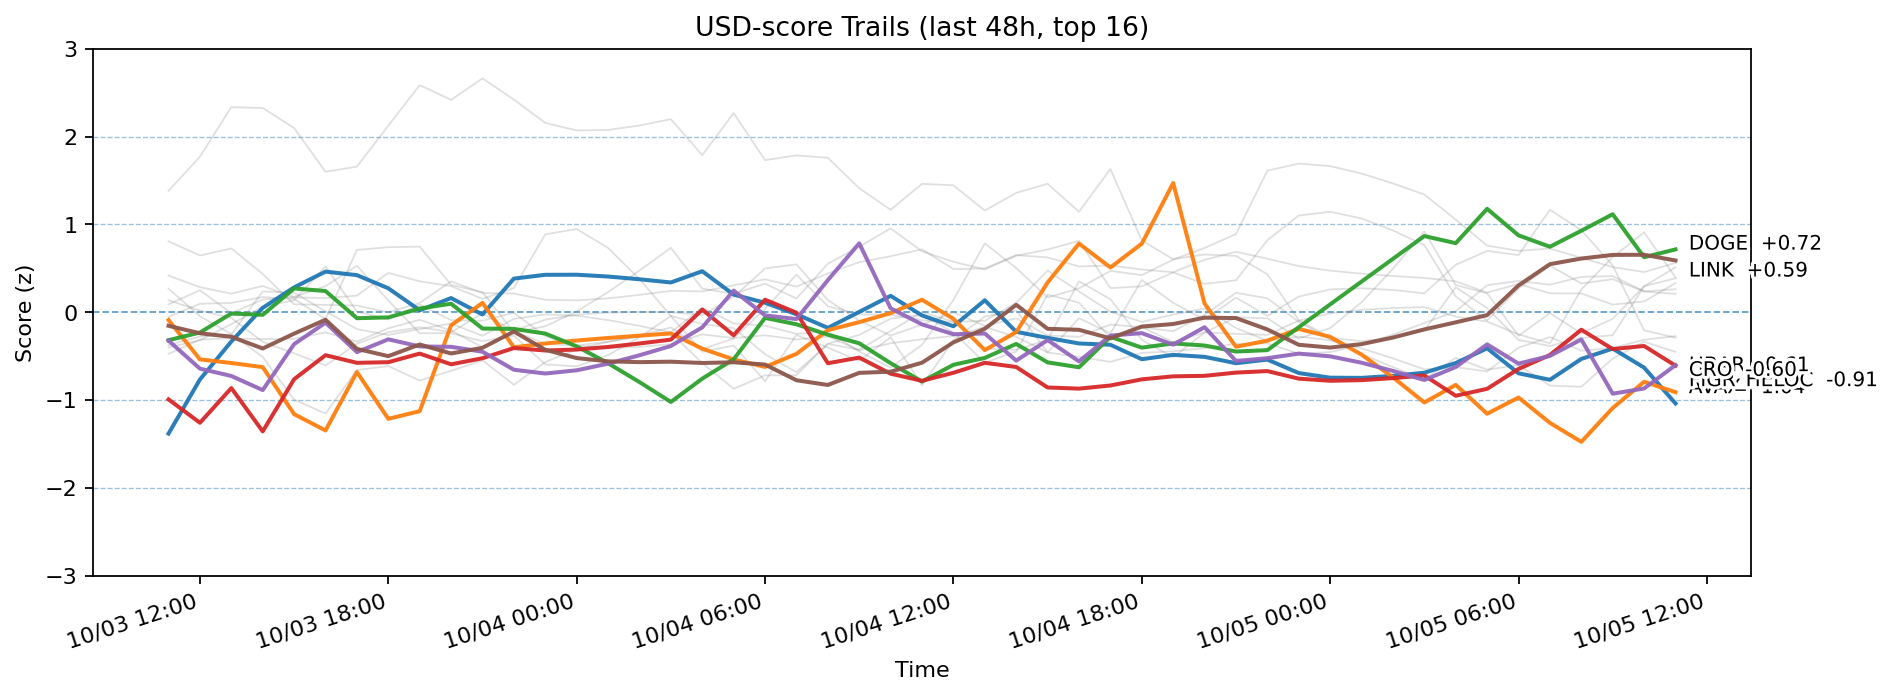 USD-score Trails (last 48h, top 16)
Score (z)
3
2
1
0
−1
−2
−3
DOGE +0.72
LINK +0.59
CRO -0.60
HELOC -0.91
10/03 12:00
10/03 18:00
10/04 00:00
10/04 06:00
10/04 12:00
10/04 18:00
10/05 00:00
10/05 06:00
10/05 12:00
Time